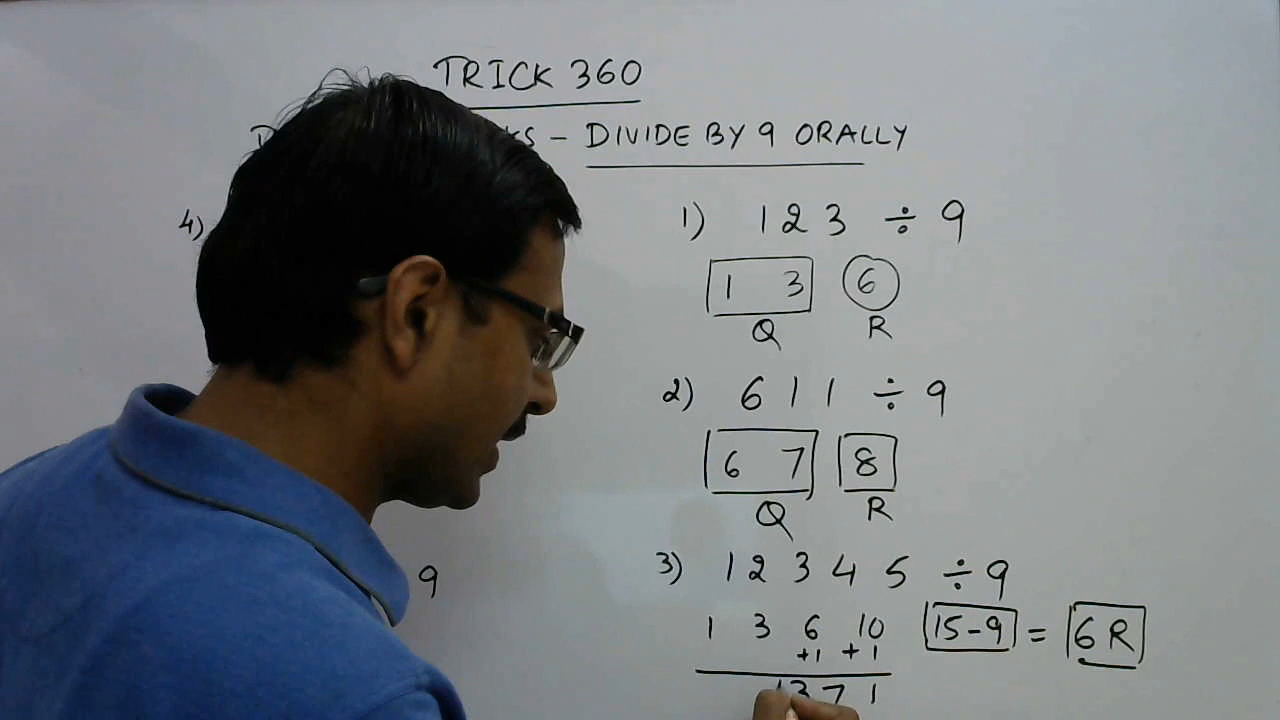 TRICK 360
– DIVIDE BY 9 ORALLY
4)
1) 1 2 3 ÷ 9
1 3 6
Q R
2) 6 1 1 ÷ 9
6 7 8
Q R
9
3) 1 2 3 4 5 ÷ 9
1 3 6 10 15-9 = 6 R
+1 +1
1 3 7 1